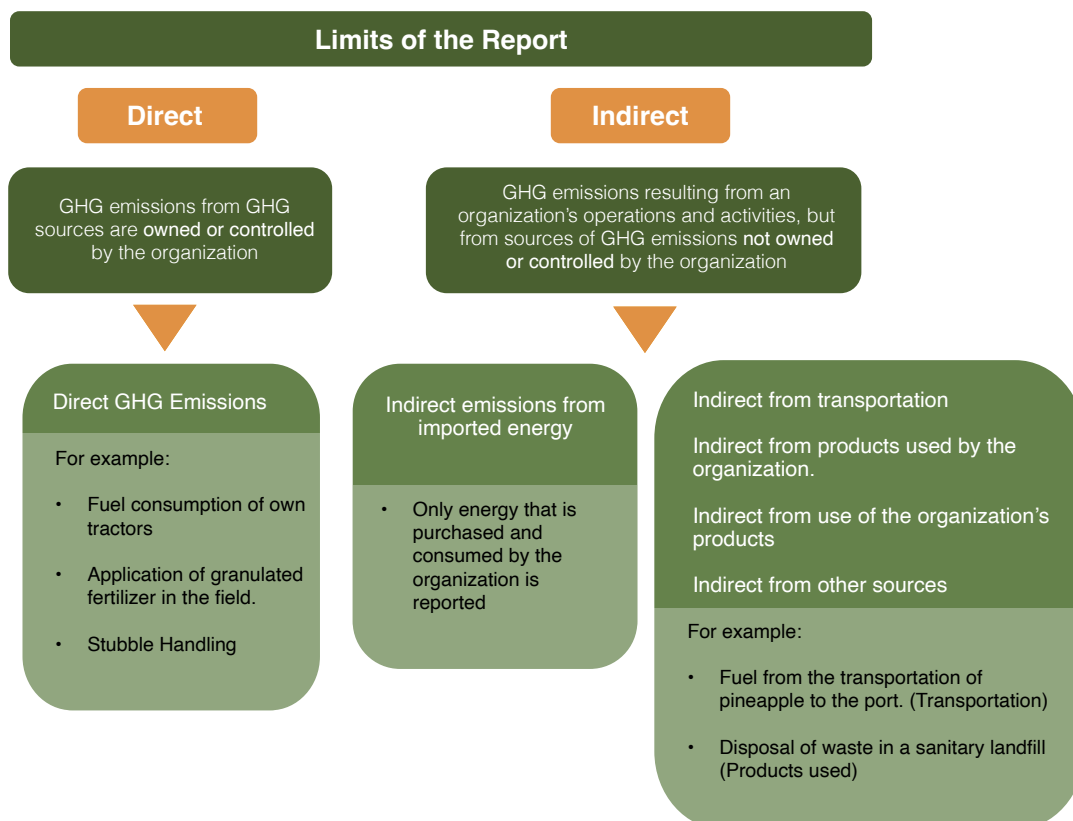 Limits of the Report
Direct
Indirect
GHG emissions from GHG
sources are owned or controlled
by the organization
GHG emissions resulting from an
organization’s operations and activities, but
from sources of GHG emissions not owned
or controlled by the organization
Direct GHG Emissions
For example:
• Fuel consumption of own
tractors
• Application of granulated
fertilizer in the field.
• Stubble Handling
Indirect emissions from
imported energy
• Only energy that is
purchased and
consumed by the
organization is
reported
Indirect from transportation
Indirect from products used by the
organization.
Indirect from use of the organization’s
products
Indirect from other sources
For example:
• Fuel from the transportation of
pineapple to the port. (Transportation)
• Disposal of waste in a sanitary landfill
(Products used)